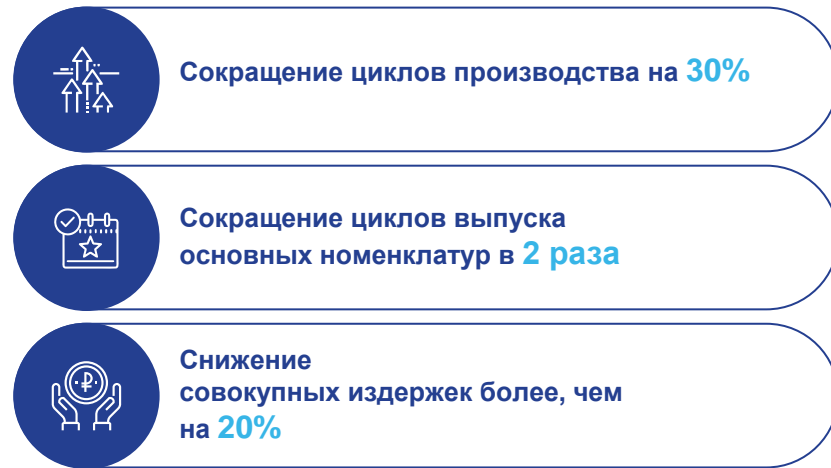 Сокращение циклов производства на 30%
Сокращение циклов выпуска
основных номенклатур в 2 раза
Снижение
совокупных издержек более, чем
на 20%